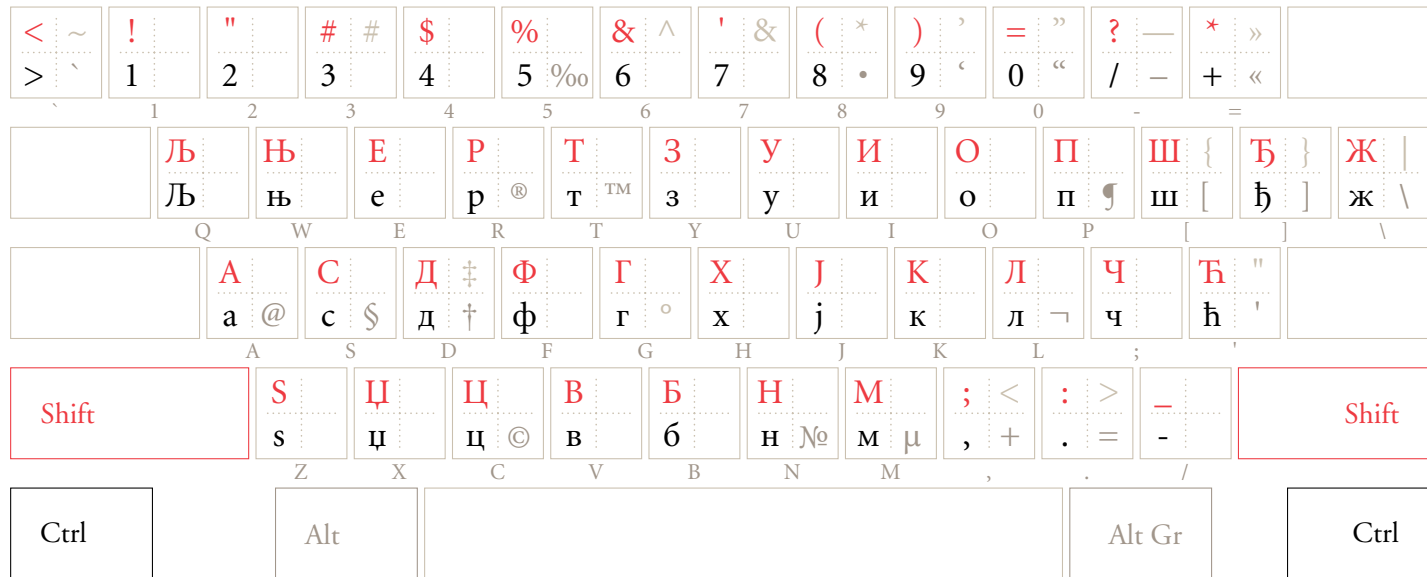 < ~ ! " # # $ % & ^ ' & ( * ) ’ = ” ? — * »
> ` 1 2 3 4 5 ‰ 6 7 8 • 9 ‘ 0 “ / – + «
` 1 2 3 4 5 6 7 8 9 0 - =
Љ Њ Е Р Т З У И О П Ш { Ђ } Ж |
Љ њ е р ® т ™ з у и о п ¶ ш [ ђ ] ж \
Q W E R T Y U I O P [ ] \
А С Д ‡ Ф Г Х Ј К Л Ч Ћ "
а @ с § д † ф г ° х ј к л ¬ ч ћ '
A S D F G H J K L ; '
Shift Ѕ Џ Ц В Б Н М ; < : > _ Shift
ѕ џ ц © в б н № м µ , + . = -
Z X C V B N M , . /
Ctrl Alt Alt Gr Ctrl